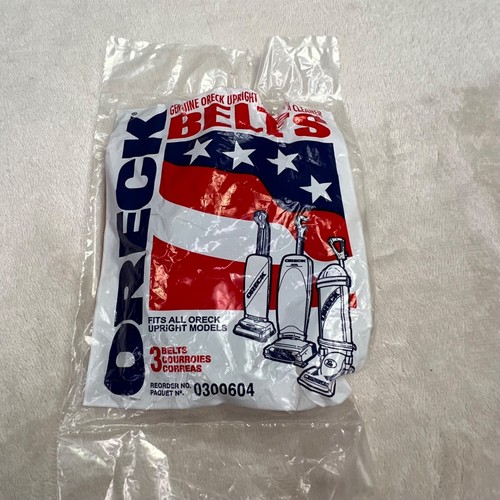 ORECK®
GENUINE ORECK UPRIGHT CLEANER
BELTS
FITS ALL ORECK
UPRIGHT MODELS
3 BELTS
COURROIES
CORREAS
REORDER NO.
PAQUET Nº. 0300604